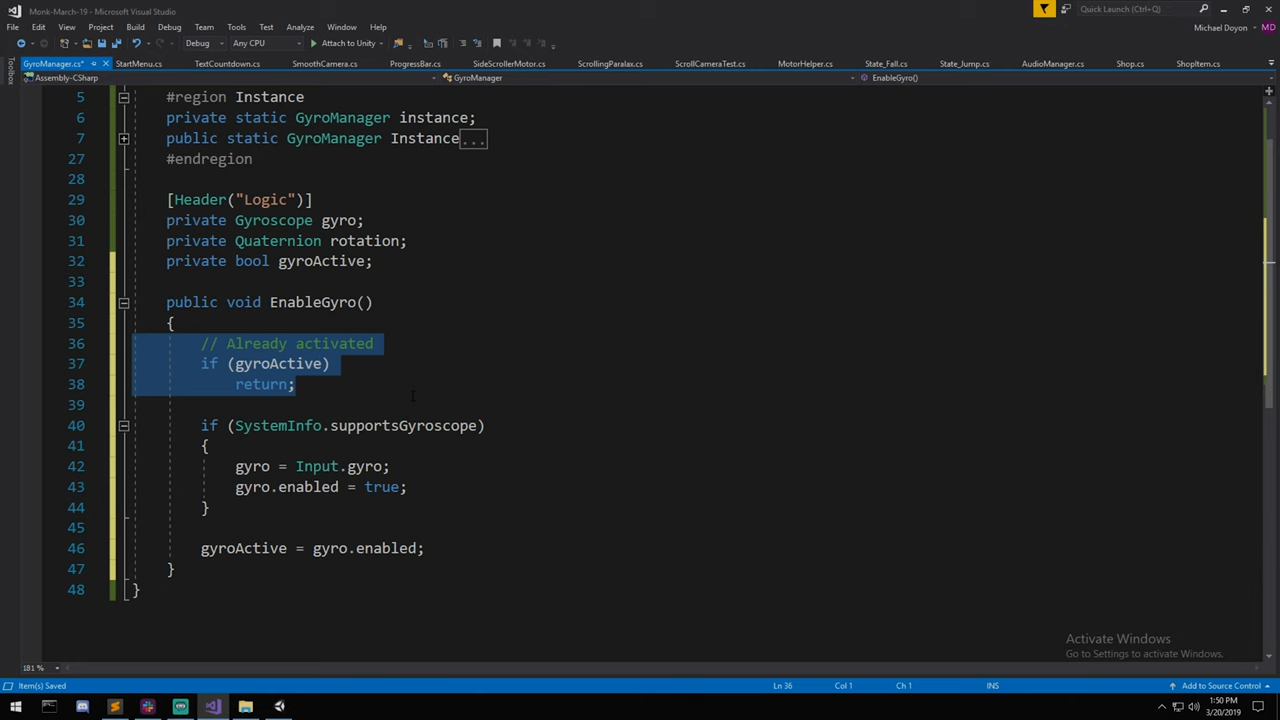 Monk-March-19 - Microsoft Visual Studio
Quick Launch (Ctrl+Q)
File Edit View Project Build Debug Team Tools Test Analyze Window Help
Michael Doyon MD
Debug Any CPU Attach to Unity
GyroManager.cs* StartMenu.cs TextCountdown.cs SmoothCamera.cs ProgressBar.cs SideScrollerMotor.cs ScrollingParalax.cs ScrollCameraTest.cs MotorHelper.cs State_Fall.cs State_Jump.cs AudioManager.cs Shop.cs ShopItem.cs
Toolbox
Assembly-CSharp GyroManager EnableGyro()
5 #region Instance
6 private static GyroManager instance;
7 public static GyroManager Instance...
27 #endregion
28
29 [Header("Logic")]
30 private Gyroscope gyro;
31 private Quaternion rotation;
32 private bool gyroActive;
33
34 public void EnableGyro()
35 {
36 // Already activated
37 if (gyroActive)
38 return;
39
40 if (SystemInfo.supportsGyroscope)
41 {
42 gyro = Input.gyro;
43 gyro.enabled = true;
44 }
45
46 gyroActive = gyro.enabled;
47 }
48 }
Activate Windows
Go to Settings to activate Windows.
181 %
Item(s) Saved Ln 36 Col 1 Ch 1 INS Add to Source Control
1:50 PM
3/20/2019